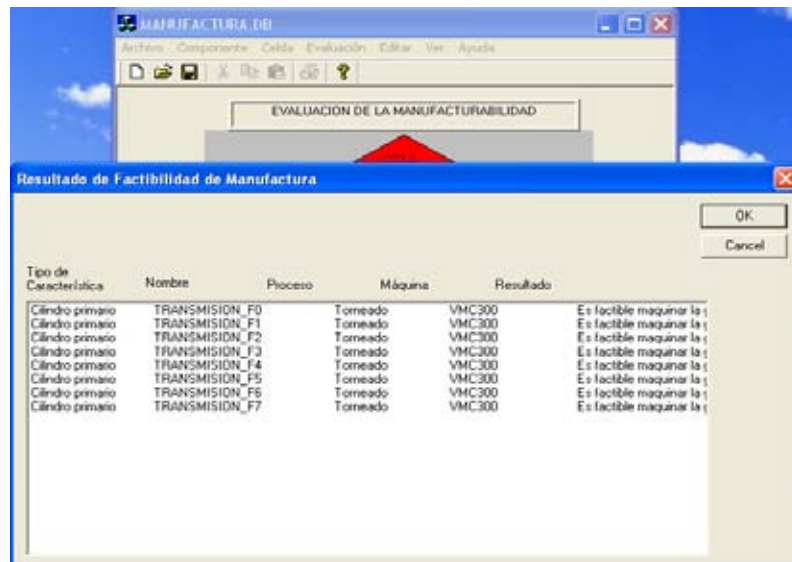 MANUFACTURA.DB
Archivo Componente Celda Evaluación Editar Ver Ayuda
EVALUACION DE LA MANUFACTURABILIDAD
Resultado de Factibilidad de Manufactura
OK
Cancel
Tipo de
Característica Nombre Proceso Máquina Resultado
Cilindro primario TRANSMISION_F0 Torneado VMC300 Es factible maquinar la
Cilindro primario TRANSMISION_F1 Torneado VMC300 Es factible maquinar la
Cilindro primario TRANSMISION_F2 Torneado VMC300 Es factible maquinar la
Cilindro primario TRANSMISION_F3 Torneado VMC300 Es factible maquinar la
Cilindro primario TRANSMISION_F4 Torneado VMC300 Es factible maquinar la
Cilindro primario TRANSMISION_F5 Torneado VMC300 Es factible maquinar la
Cilindro primario TRANSMISION_F6 Torneado VMC300 Es factible maquinar la
Cilindro primario TRANSMISION_F7 Torneado VMC300 Es factible maquinar la